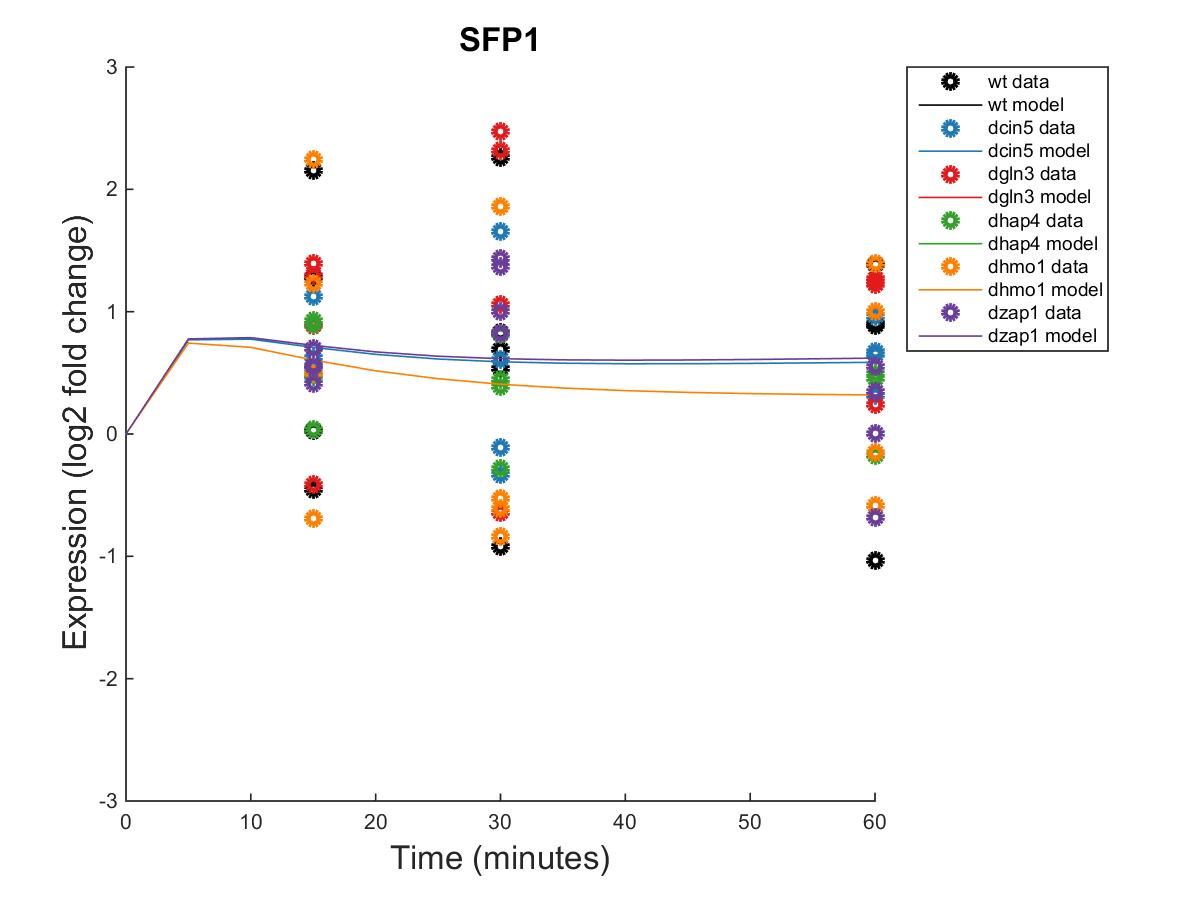 SFP1
3
2
1
0
-1
-2
-3
Expression (log2 fold change)
0 10 20 30 40 50 60
Time (minutes)
wt data
wt model
dcin5 data
dcin5 model
dgln3 data
dgln3 model
dhap4 data
dhap4 model
dhmo1 data
dhmo1 model
dzap1 data
dzap1 model